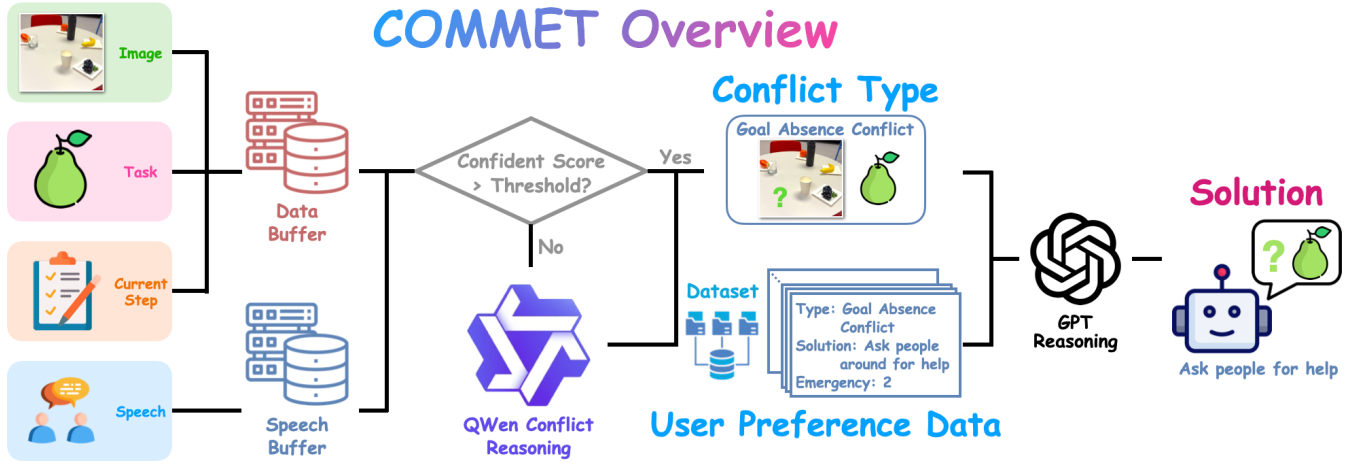 COMMET Overview
Image
Task
Current
Step
Speech
Data
Buffer
Speech
Buffer
Confident Score
> Threshold?
Yes
No
QWen Conflict
Reasoning
Conflict Type
Goal Absence Conflict
?
Dataset
Type: Goal Absence
Conflict
Solution: Ask people
around for help
Emergency: 2
User Preference Data
GPT
Reasoning
Solution
?
Ask people for help